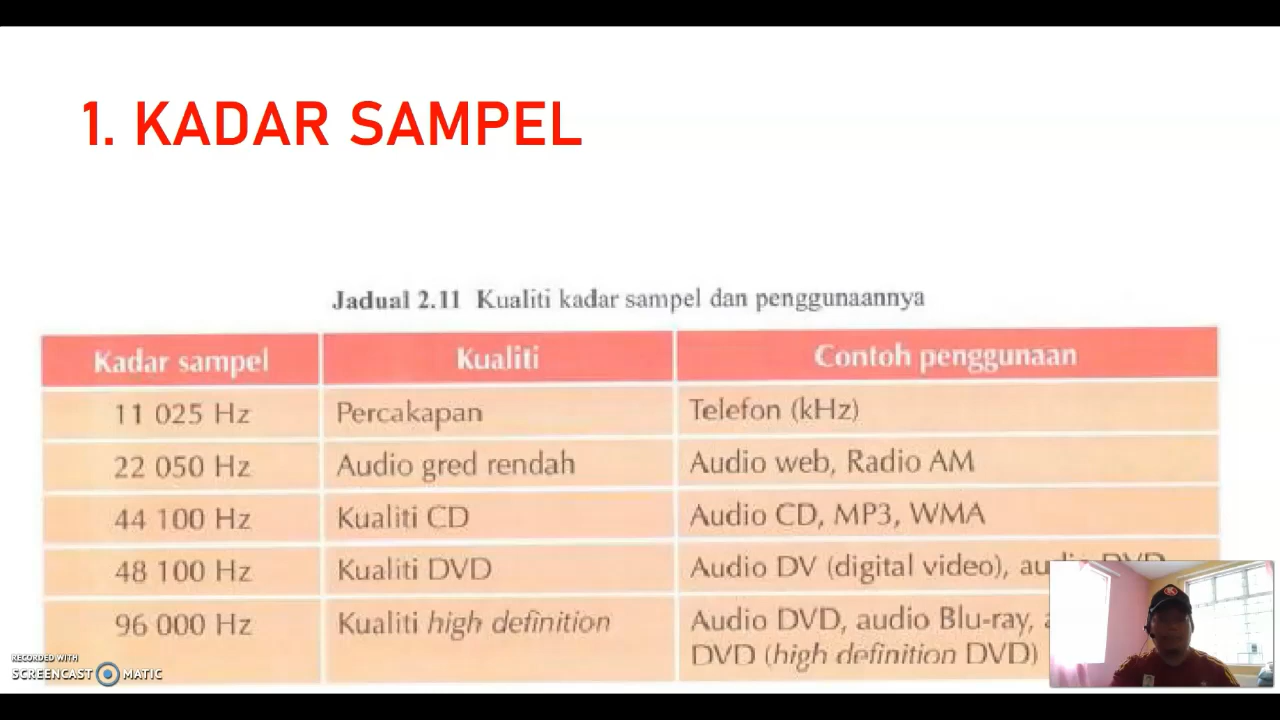 1. KADAR SAMPEL
Jadual 2.11 Kualiti kadar sampel dan penggunaannya
Kadar sampel Kualiti Contoh penggunaan
11 025 Hz Percakapan Telefon (kHz)
22 050 Hz Audio gred rendah Audio web, Radio AM
44 100 Hz Kualiti CD Audio CD, MP3, WMA
48 100 Hz Kualiti DVD Audio DV (digital video), audio DVD
96 000 Hz Kualiti high definition Audio DVD, audio Blu-ray,
DVD (high definition DVD)
RECORDED WITH
SCREENCAST MATIC